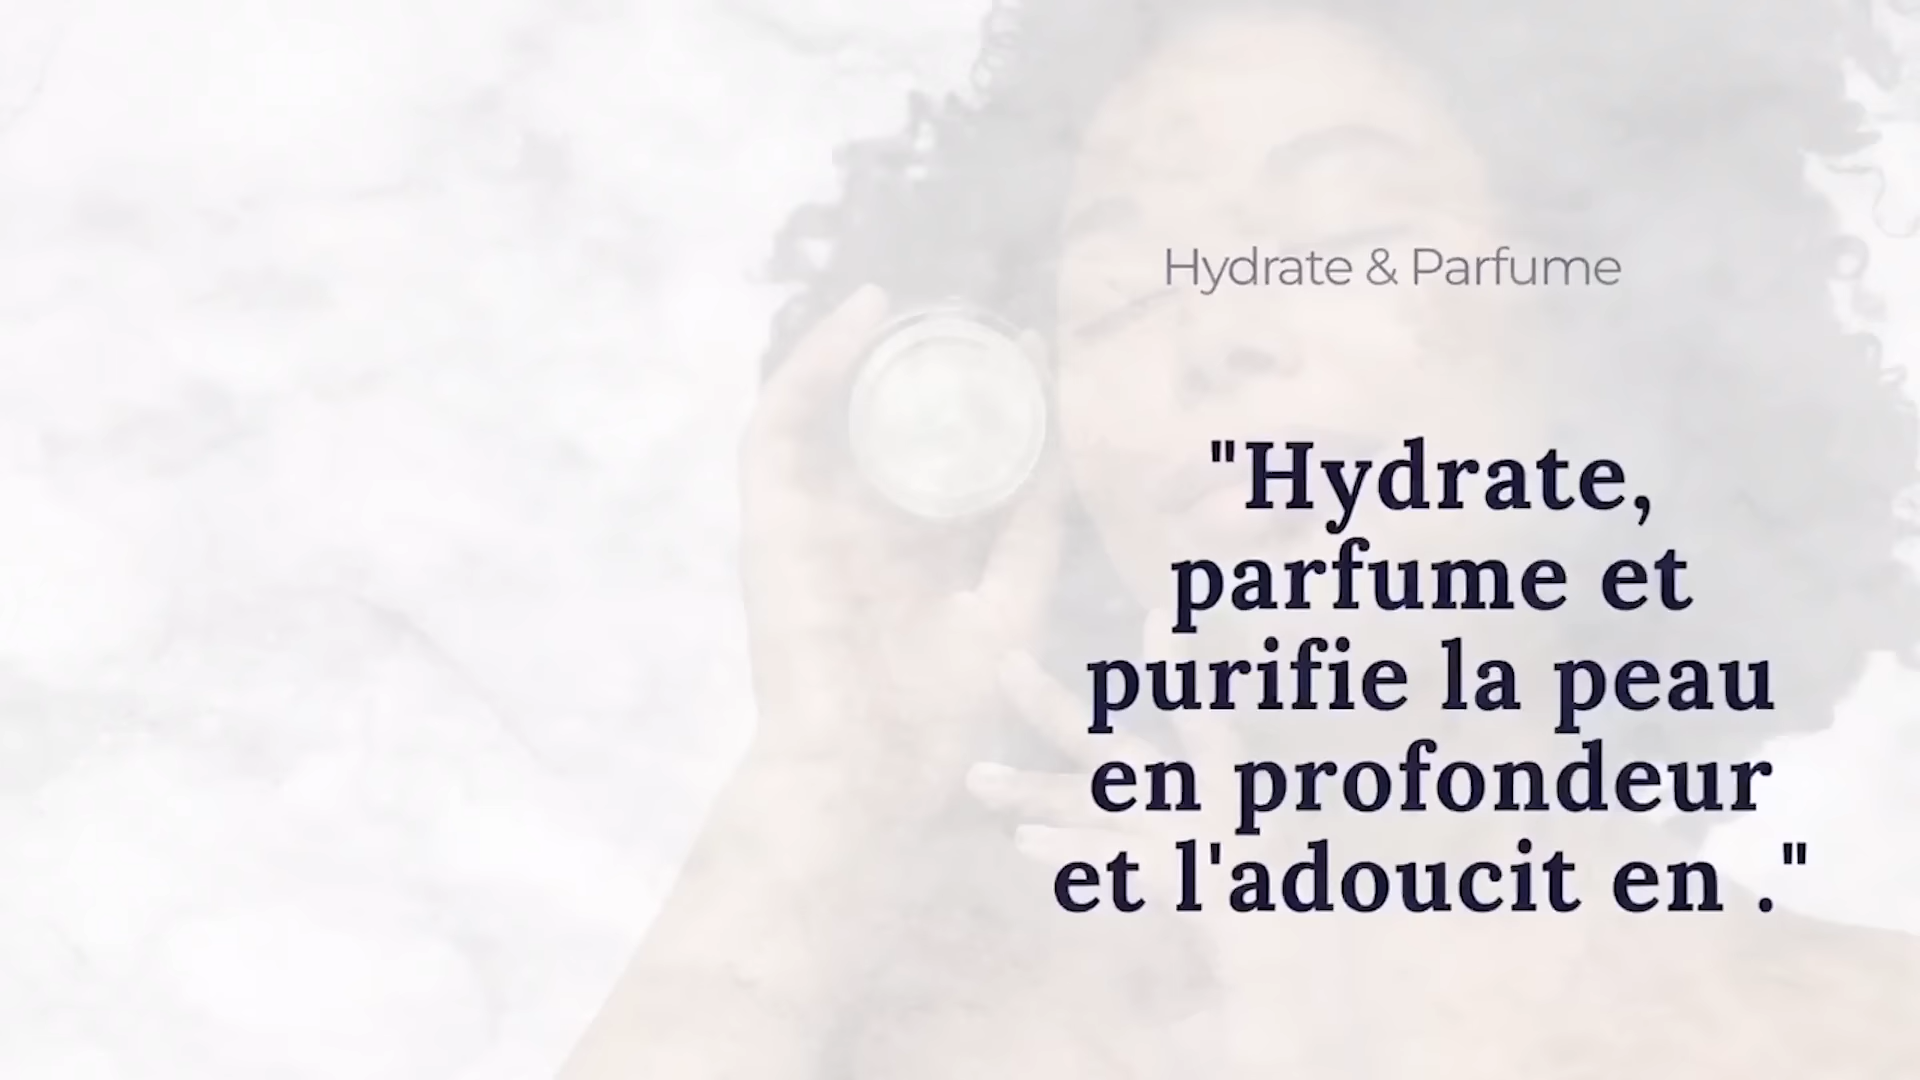 Hydrate & Parfume
"Hydrate,
parfume et
purifie la peau
en profondeur
et l'adoucit en ."